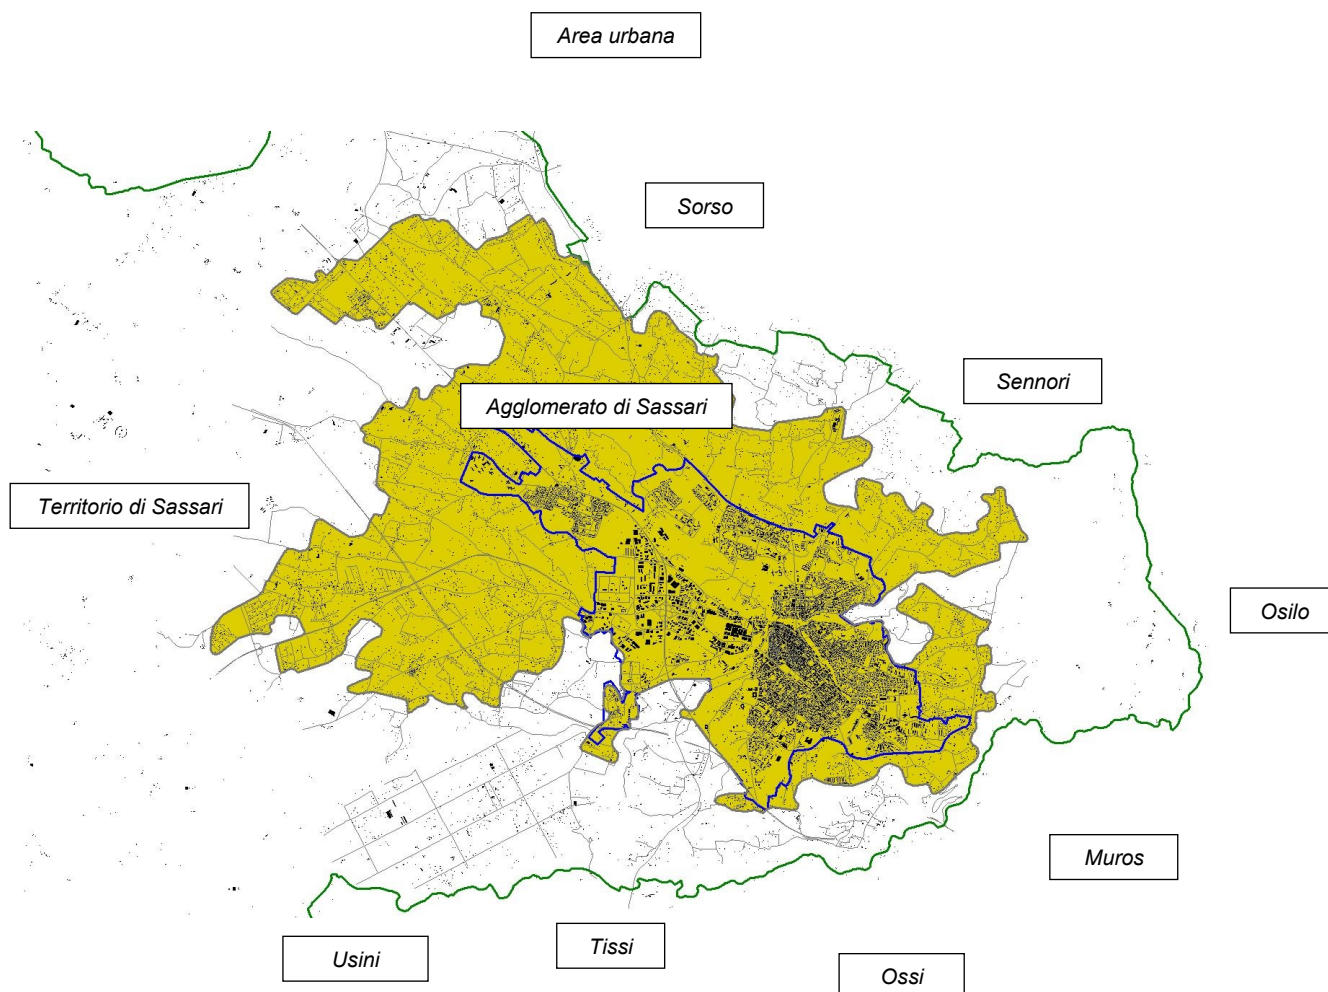 Area urbana
Sorso
Sennori
Agglomerato di Sassari
Territorio di Sassari
Osilo
Muros
Tissi
Usini
Ossi